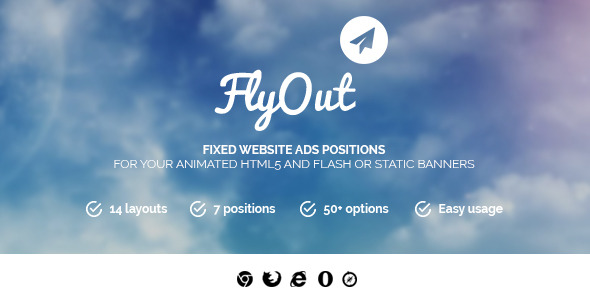 FlyOut
FIXED WEBSITE ADS POSITIONS
FOR YOUR ANIMATED HTML5 AND FLASH OR STATIC BANNERS
14 layouts 7 positions 50+ options Easy usage